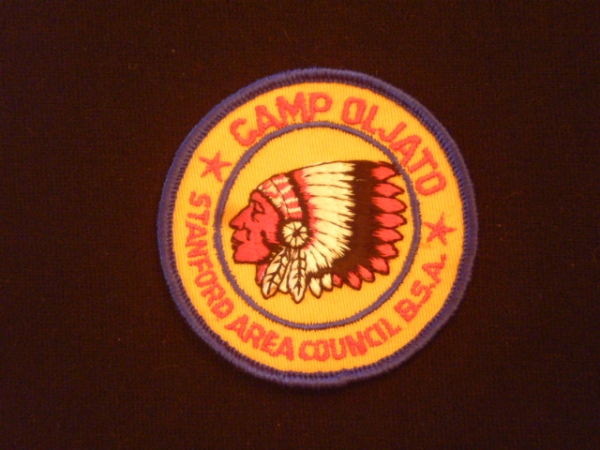 CAMP OLJATO
STANFORD AREA COUNCIL B.S.A.